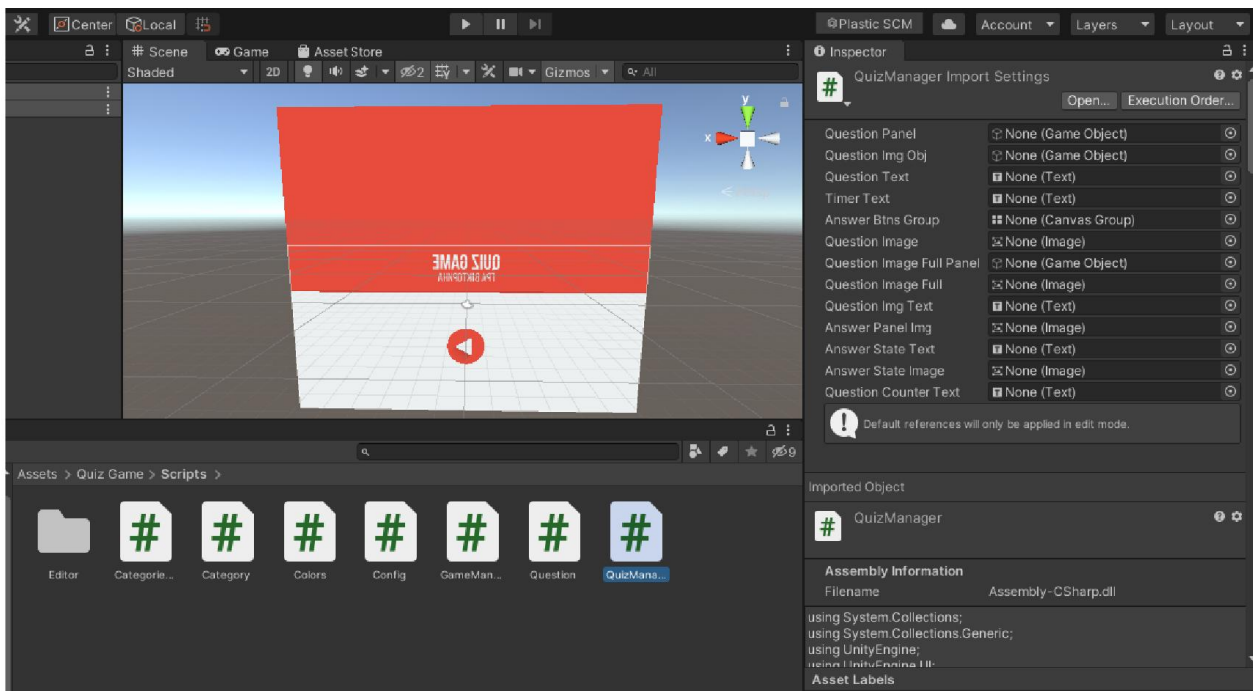 Center Local Plastic SCM Account Layers Layout
Scene Game Asset Store
Inspector
Shaded 2D 2 Gizmos All
QuizManager Import Settings
Open... Execution Order...
Question Panel None (Game Object)
Question Img Obj None (Game Object)
Question Text None (Text)
Timer Text None (Text)
Answer Btns Group None (Canvas Group)
Question Image None (Image)
Question Image Full Panel None (Game Object)
Question Image Full None (Image)
Question Img Text None (Text)
Answer Panel Img None (Image)
Answer State Text None (Text)
Answer State Image None (Image)
Question Counter Text None (Text)
Default references will only be applied in edit mode.
y
x
QUIZ GAME
ГРА ВІКТОРИНА
9
Assets > Quiz Game > Scripts >
Editor Categorie... Category Colors Config GameMan... Question QuizMana...
Imported Object
QuizManager
Assembly Information
Filename Assembly-CSharp.dll
using System.Collections;
using System.Collections.Generic;
using UnityEngine;
using UnityEngine.UI;
Asset Labels